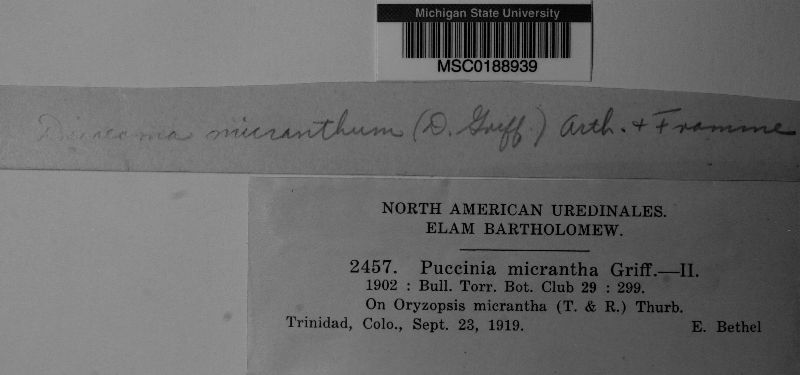 Michigan State University
MSC0188939
Dicaeoma micranthum (D. Griff.) Arth. & Fromme
NORTH AMERICAN UREDINALES.
ELAM BARTHOLOMEW.
2457. Puccinia micrantha Griff.—II.
1902 : Bull. Torr. Bot. Club 29 : 299.
On Oryzopsis micrantha (T. & R.) Thurb.
Trinidad, Colo., Sept. 23, 1919. E. Bethel